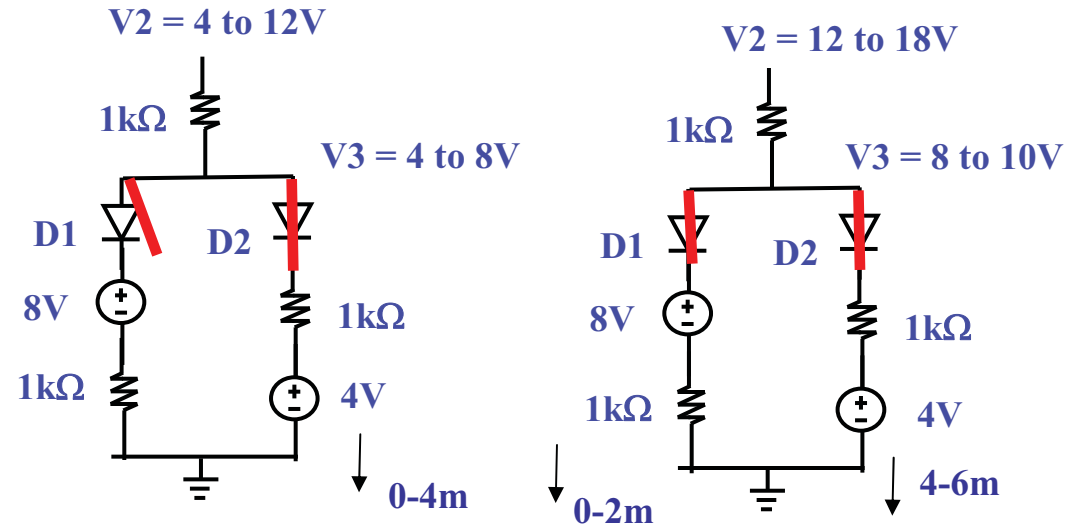 V2 = 4 to 12V
1kΩ
V3 = 4 to 8V
D1
D2
8V
1kΩ
1kΩ
4V
0-4m
V2 = 12 to 18V
1kΩ
V3 = 8 to 10V
D1
D2
8V
1kΩ
1kΩ
4V
0-2m
4-6m